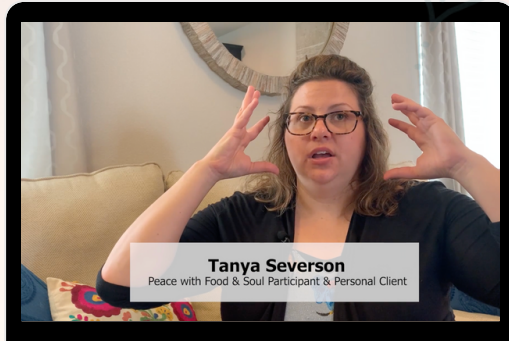 Tanya Severson
Peace with Food & Soul Participant & Personal Client